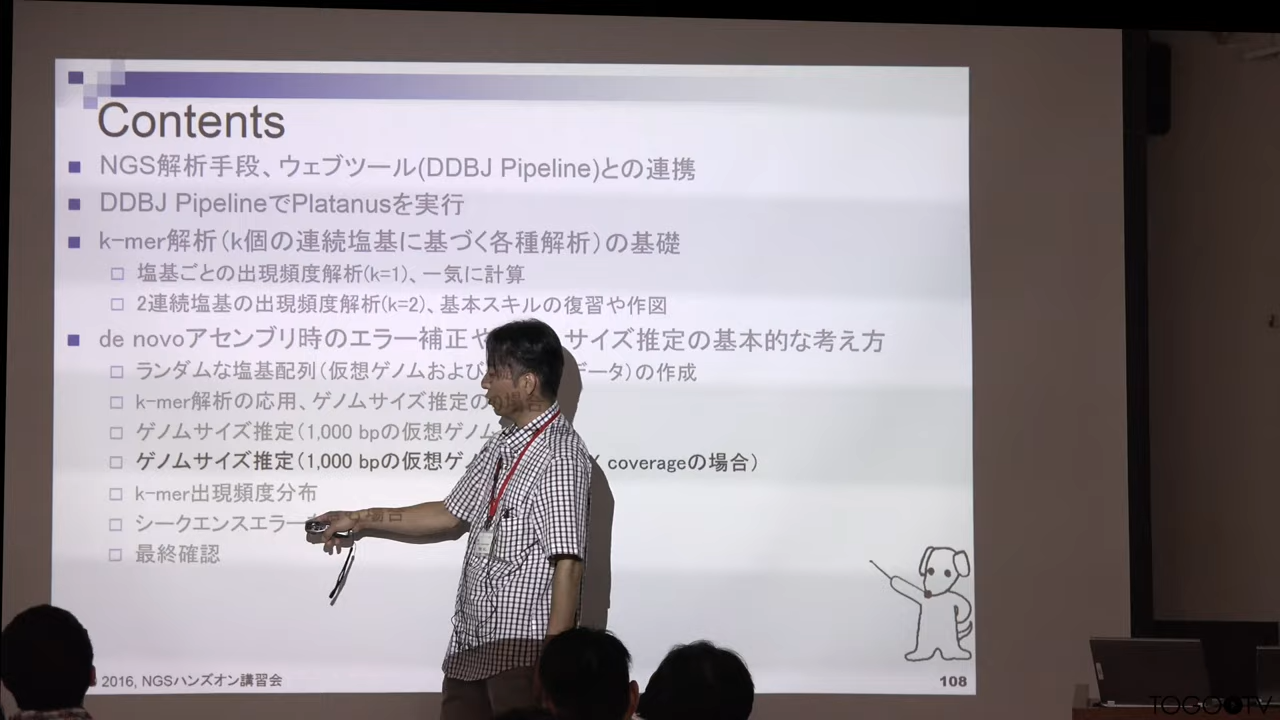 Contents
NGS解析手段、ウェブツール(DDBJ Pipeline)との連携
DDBJ PipelineでPlatanusを実行
k-mer解析(k個の連続塩基に基づく各種解析)の基礎
塩基ごとの出現頻度解析(k=1)、一気に計算
2連続塩基の出現頻度解析(k=2)、基本スキルの復習や作図
de novoアセンブリ時のエラー補正や サイズ推定の基本的な考え方
ランダムな塩基配列(仮想ゲノムおよび データ)の作成
k-mer解析の応用、ゲノムサイズ推定の 場合
ゲノムサイズ推定(1,000 bpの仮想ゲノム
ゲノムサイズ推定(1,000 bpの仮想ゲノ X coverageの場合)
k-mer出現頻度分布
シークエンスエラー 場合
最終確認
2016, NGSハンズオン講習会
108
TOGOTV